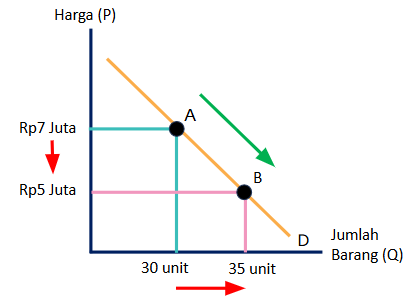 Harga (P)
A
Rp7 Juta
B
Rp5 Juta
D
Jumlah
Barang (Q)
30 unit
35 unit